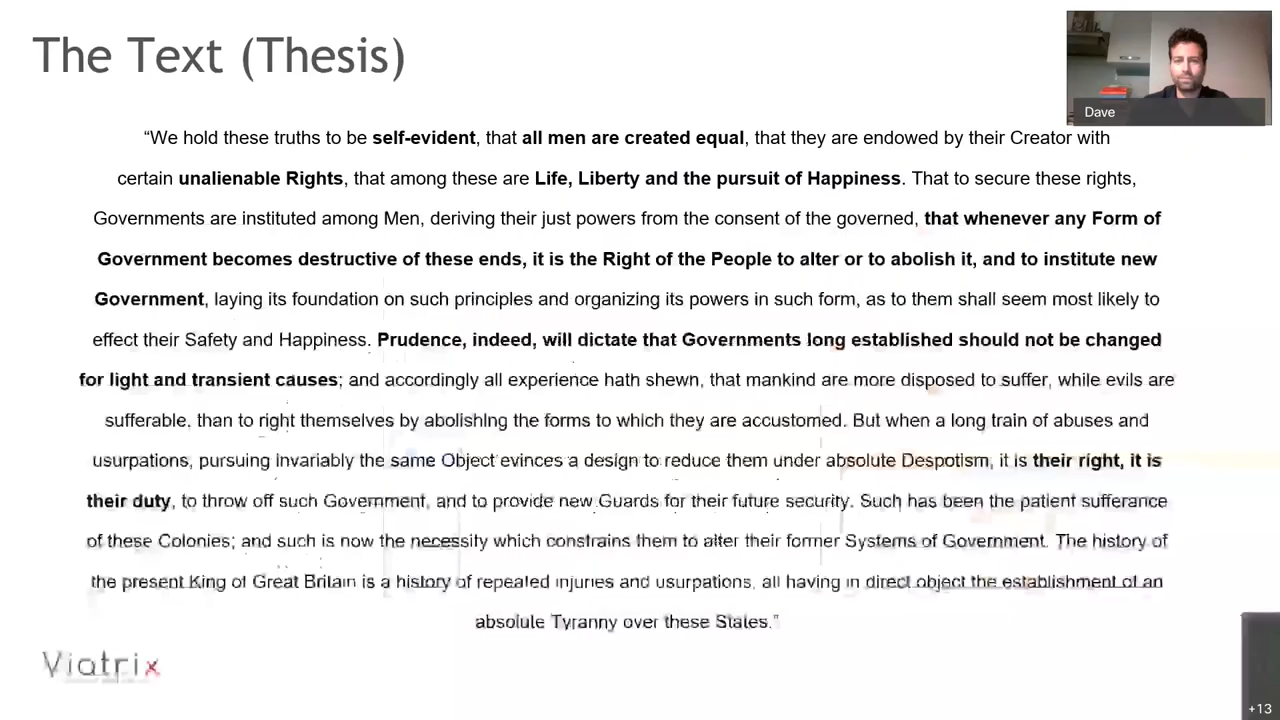 The Text (Thesis)
Dave
“We hold these truths to be self-evident, that all men are created equal, that they are endowed by their Creator with
certain unalienable Rights, that among these are Life, Liberty and the pursuit of Happiness. That to secure these rights,
Governments are instituted among Men, deriving their just powers from the consent of the governed, that whenever any Form of
Government becomes destructive of these ends, it is the Right of the People to alter or to abolish it, and to institute new
Government, laying its foundation on such principles and organizing its powers in such form, as to them shall seem most likely to
effect their Safety and Happiness. Prudence, indeed, will dictate that Governments long established should not be changed
for light and transient causes; and accordingly all experience hath shewn, that mankind are more disposed to suffer, while evils are
sufferable, than to right themselves by abolishing the forms to which they are accustomed. But when a long train of abuses and
usurpations, pursuing invariably the same Object evinces a design to reduce them under absolute Despotism, it is their right, it is
their duty, to throw off such Government, and to provide new Guards for their future security. Such has been the patient sufferance
of these Colonies; and such is now the necessity which constrains them to alter their former Systems of Government. The history of
the present King of Great Britain is a history of repeated injuries and usurpations, all having in direct object the establishment of an
absolute Tyranny over these States.”
Viatrix
+13